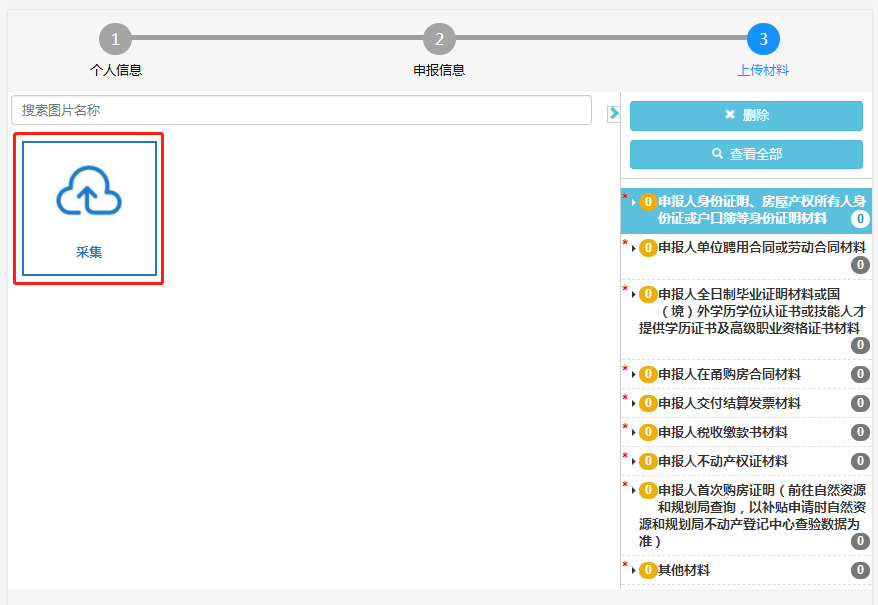 1
2
3
个人信息
申报信息
上传材料
搜索图片名称
采集
删除
查看全部
* 0 申报人身份证明、房屋产权所有人身
份证或户口簿等身份证明材料 0
* 0 申报人单位聘用合同或劳动合同材料
0
* 0 申报人全日制毕业证明材料或国
（境）外学历学位认证书或技能人才
提供学历证书及高级职业资格证书材料
0
* 0 申报人在甬购房合同材料 0
* 0 申报人交付结算发票材料 0
* 0 申报人税收缴款书材料 0
* 0 申报人不动产权证材料 0
* 0 申报人首次购房证明（前往自然资源
和规划局查询，以补贴申请时自然资
源和规划局不动产登记中心查验数据为
准） 0
* 0 其他材料 0